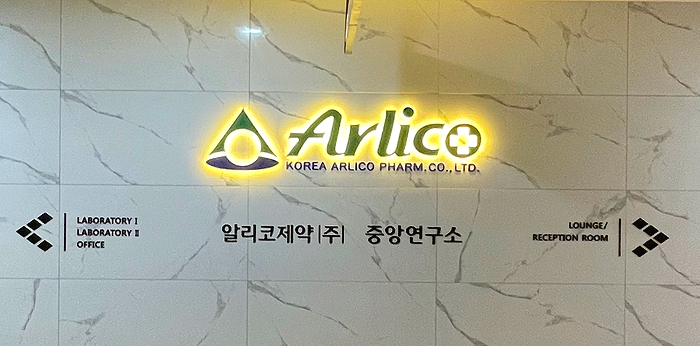 Arlico
KOREA ARLICO PHARM.CO.,LTD.
LABORATORY I
LABORATORY II
OFFICE
알리코제약|주| 중앙연구소
LOUNGE/
RECEPTION ROOM